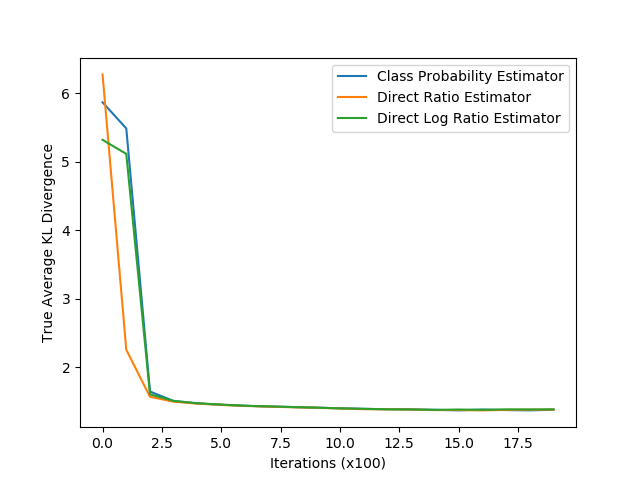 Class Probability Estimator
Direct Ratio Estimator
Direct Log Ratio Estimator
True Average KL Divergence
6
5
4
3
2
0.0 2.5 5.0 7.5 10.0 12.5 15.0 17.5
Iterations (x100)